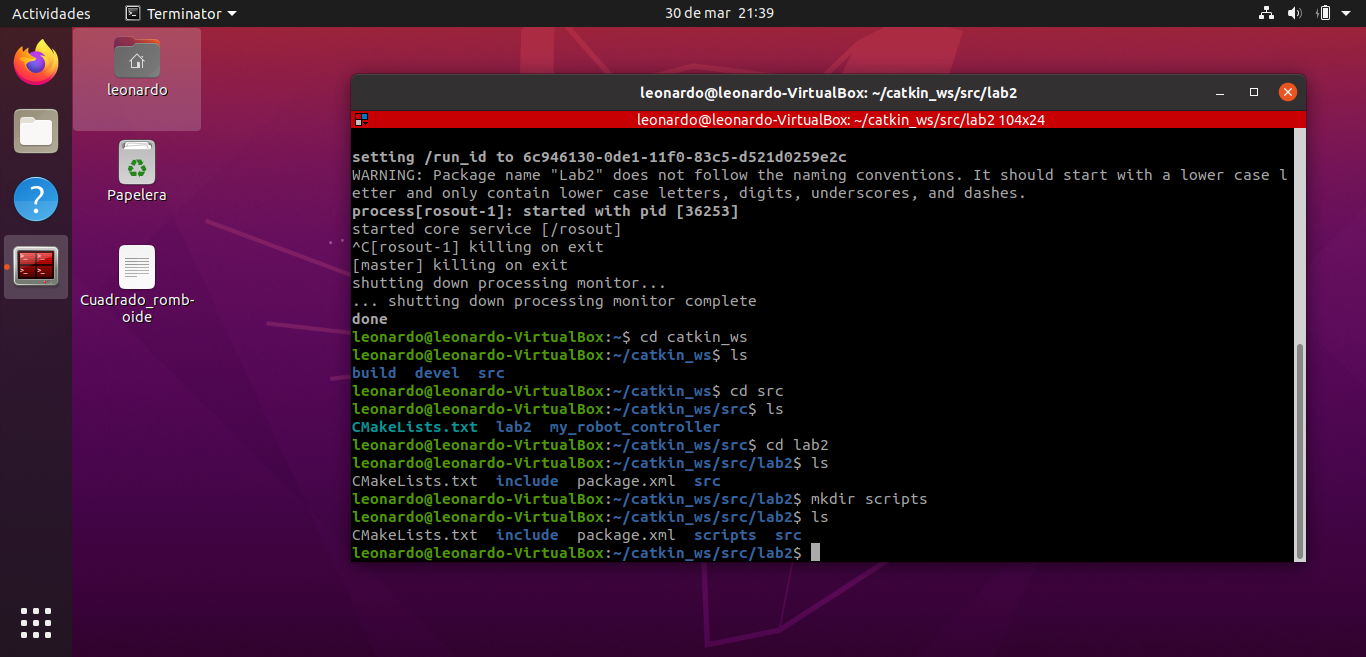 Actividades
Terminator
30 de mar 21:39
leonardo
Papelera
Cuadrado_romb-
oide
leonardo@leonardo-VirtualBox: ~/catkin_ws/src/lab2
leonardo@leonardo-VirtualBox: ~/catkin_ws/src/lab2 104x24
setting /run_id to 6c946130-0de1-11f0-83c5-d521d0259e2c
WARNING: Package name "Lab2" does not follow the naming conventions. It should start with a lower case l
etter and only contain lower case letters, digits, underscores, and dashes.
process[rosout-1]: started with pid [36253]
started core service [/rosout]
^C[rosout-1] killing on exit
[master] killing on exit
shutting down processing monitor...
... shutting down processing monitor complete
done
leonardo@leonardo-VirtualBox:~$ cd catkin_ws
leonardo@leonardo-VirtualBox:~/catkin_ws$ ls
build  devel  src
leonardo@leonardo-VirtualBox:~/catkin_ws$ cd src
leonardo@leonardo-VirtualBox:~/catkin_ws/src$ ls
CMakeLists.txt  lab2  my_robot_controller
leonardo@leonardo-VirtualBox:~/catkin_ws/src$ cd lab2
leonardo@leonardo-VirtualBox:~/catkin_ws/src/lab2$ ls
CMakeLists.txt  include  package.xml  src
leonardo@leonardo-VirtualBox:~/catkin_ws/src/lab2$ mkdir scripts
leonardo@leonardo-VirtualBox:~/catkin_ws/src/lab2$ ls
CMakeLists.txt  include  package.xml  scripts  src
leonardo@leonardo-VirtualBox:~/catkin_ws/src/lab2$